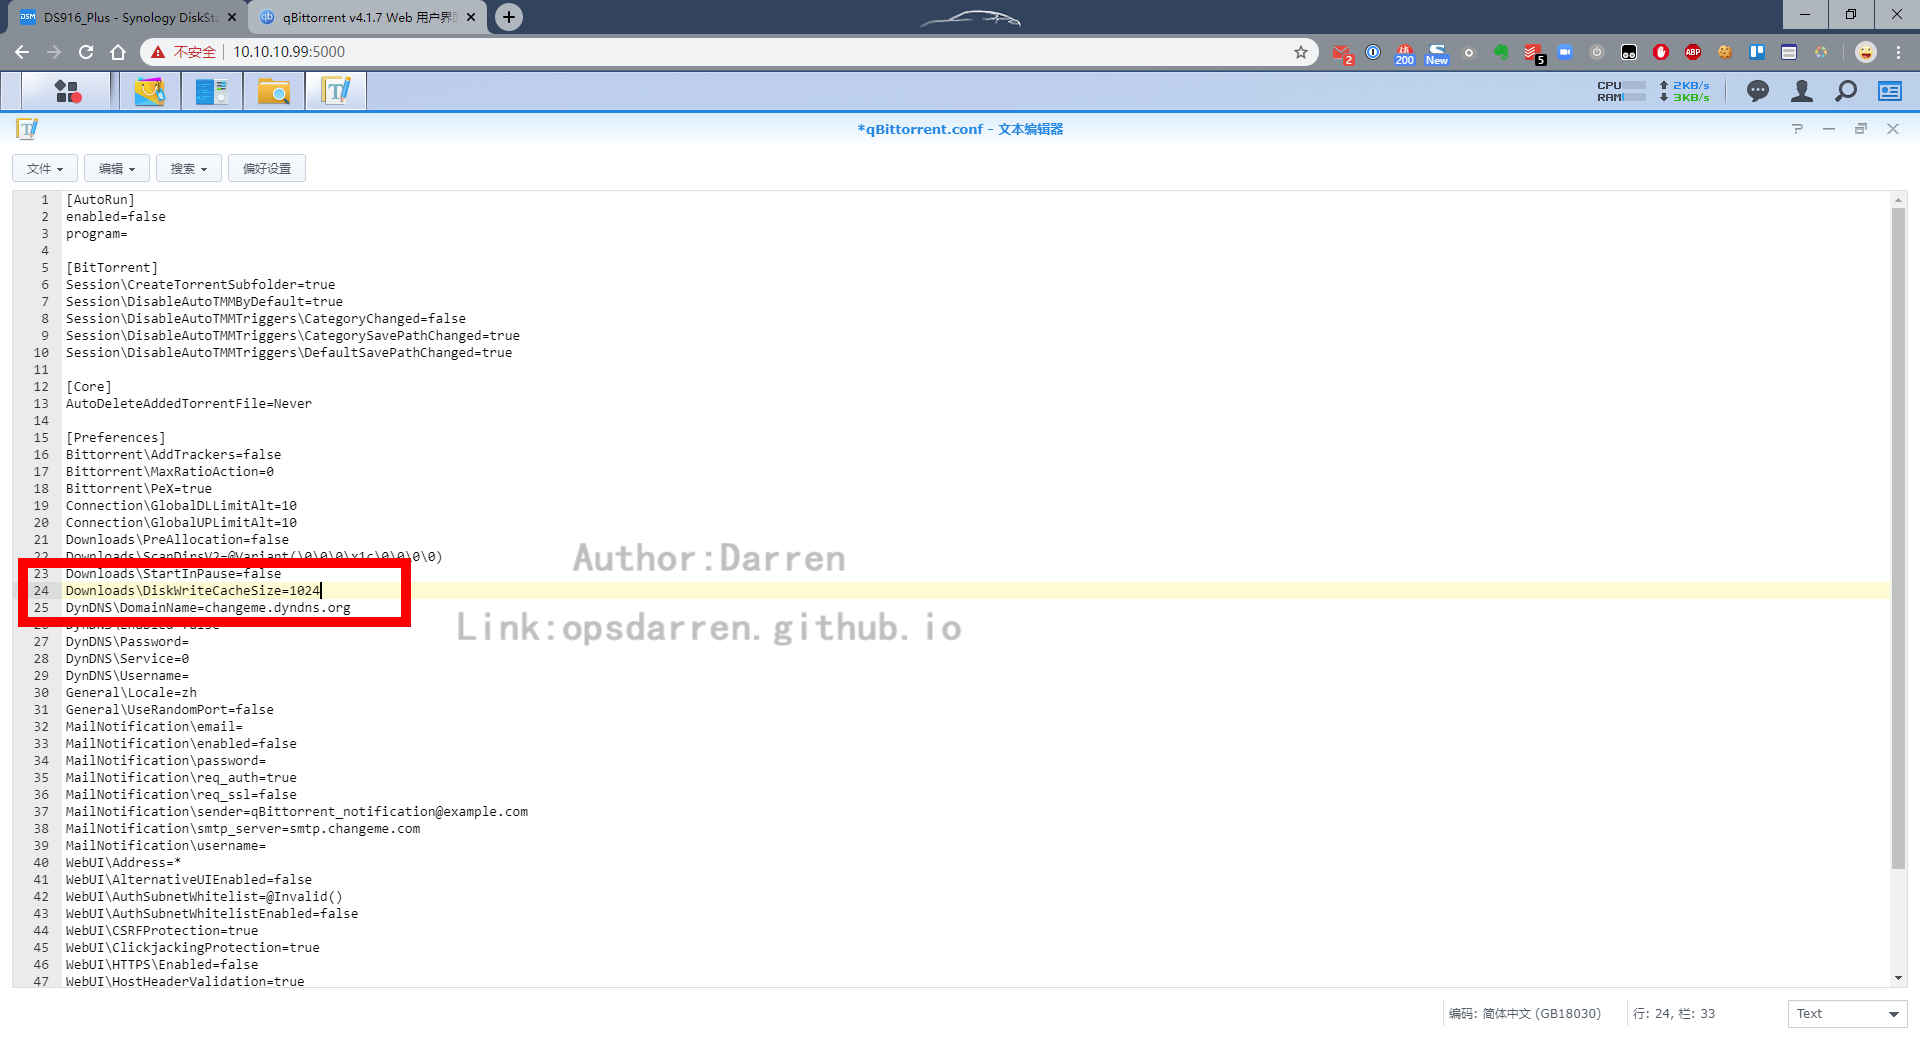 DS916_Plus - Synology DiskSta
qBittorrent v4.1.7 Web 用户界面
不安全
10.10.10.99:5000
2
200
New
5
ABP
CPU
RAM
2KB/s
3KB/s
*qBittorrent.conf - 文本编辑器
文件
编辑
搜索
偏好设置
1 [AutoRun]
2 enabled=false
3 program=
4
5 [BitTorrent]
6 Session\CreateTorrentSubfolder=true
7 Session\DisableAutoTMMByDefault=true
8 Session\DisableAutoTMMTriggers\CategoryChanged=false
9 Session\DisableAutoTMMTriggers\CategorySavePathChanged=true
10 Session\DisableAutoTMMTriggers\DefaultSavePathChanged=true
11
12 [Core]
13 AutoDeleteAddedTorrentFile=Never
14
15 [Preferences]
16 Bittorrent\AddTrackers=false
17 Bittorrent\MaxRatioAction=0
18 Bittorrent\PeX=true
19 Connection\GlobalDLLimitAlt=10
20 Connection\GlobalUPLimitAlt=10
21 Downloads\PreAllocation=false
22 Downloads\ScanDirsV2=@Variant(\0\0\0\x1c\0\0\0\0)
Author:Darren
23 Downloads\StartInPause=false
24 Downloads\DiskWriteCacheSize=1024
25 DynDNS\DomainName=changeme.dyndns.org
26 DynDNS\Enabled=false
Link:opsdarren.github.io
27 DynDNS\Password=
28 DynDNS\Service=0
29 DynDNS\Username=
30 General\Locale=zh
31 General\UseRandomPort=false
32 MailNotification\email=
33 MailNotification\enabled=false
34 MailNotification\password=
35 MailNotification\req_auth=true
36 MailNotification\req_ssl=false
37 MailNotification\sender=qBittorrent_notification@example.com
38 MailNotification\smtp_server=smtp.changeme.com
39 MailNotification\username=
40 WebUI\Address=*
41 WebUI\AlternativeUIEnabled=false
42 WebUI\AuthSubnetWhitelist=@Invalid()
43 WebUI\AuthSubnetWhitelistEnabled=false
44 WebUI\CSRFProtection=true
45 WebUI\ClickjackingProtection=true
46 WebUI\HTTPS\Enabled=false
47 WebUI\HostHeaderValidation=true
编码: 简体中文 (GB18030)
行: 24, 栏: 33
Text